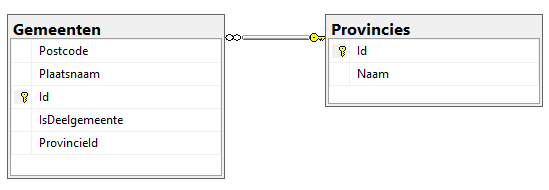 Gemeenten
Postcode
Plaatsnaam
Id
IsDeelgemeente
ProvincieId
Provincies
Id
Naam